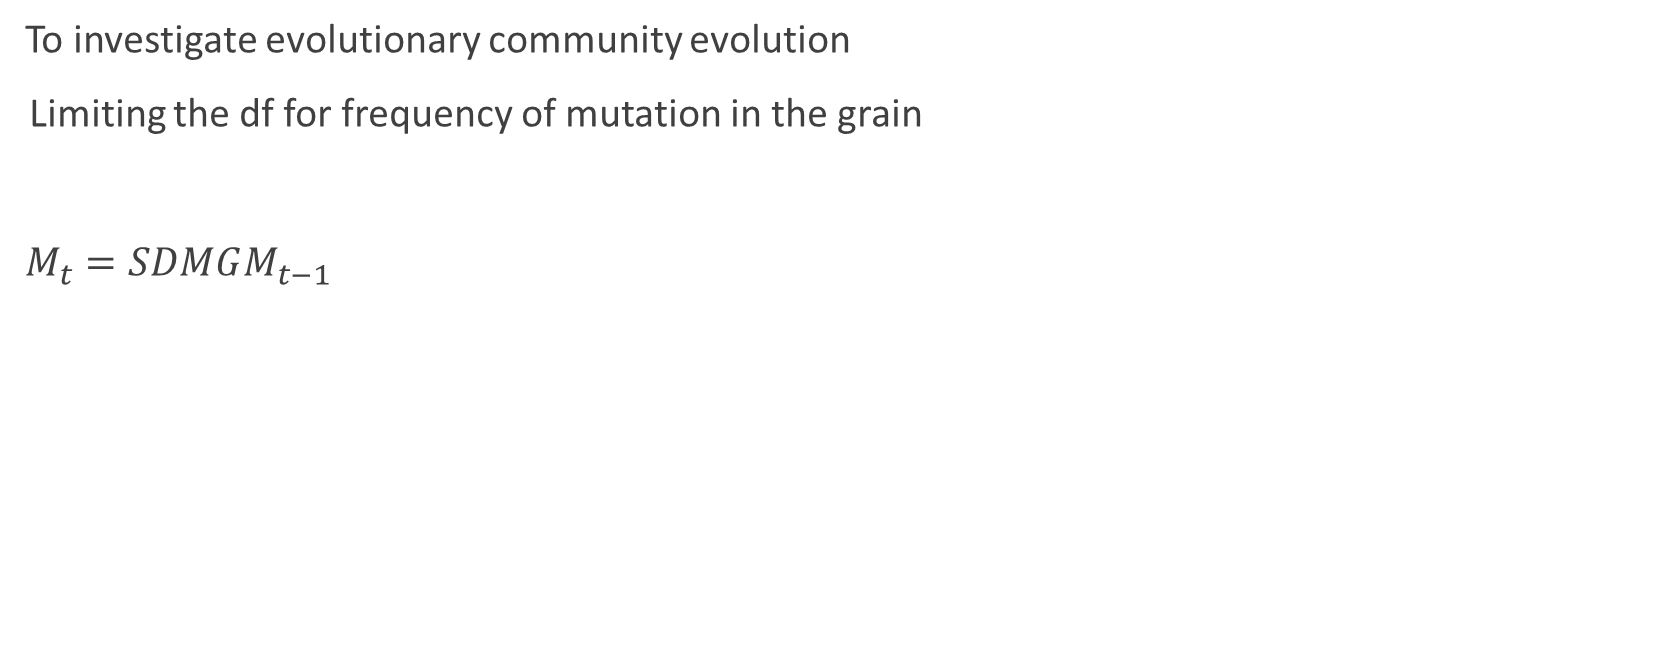 To investigate evolutionary community evolution
Limiting the df for frequency of mutation in the grain
M_t = SDMGM_{t−1}